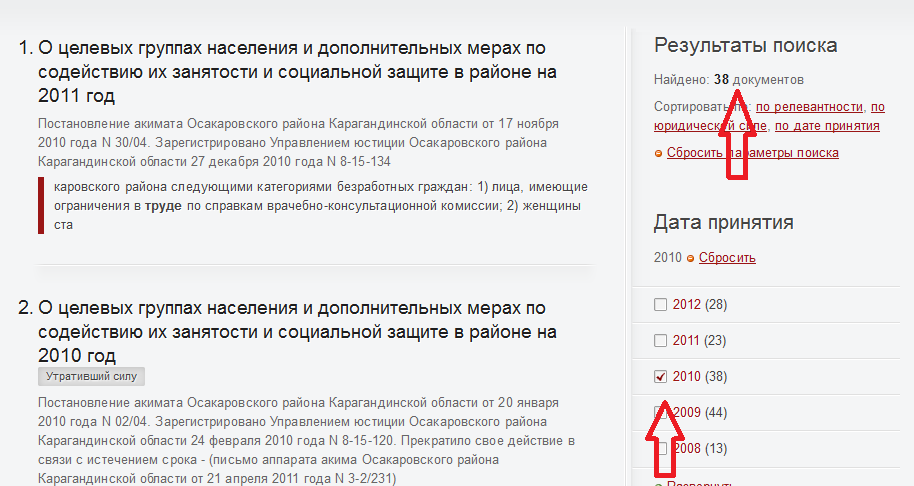 1. О целевых группах населения и дополнительных мерах по
содействию их занятости и социальной защите в районе на
2011 год
Постановление акимата Осакаровского района Карагандинской области от 17 ноября
2010 года N 30/04. Зарегистрировано Управлением юстиции Осакаровского района
Карагандинской области 27 декабря 2010 года N 8-15-134
каровского района следующими категориями безработных граждан: 1) лица, имеющие
ограничения в труде по справкам врачебно-консультационной комиссии; 2) женщины
ста
2. О целевых группах населения и дополнительных мерах по
содействию их занятости и социальной защите в районе на
2010 год
Утративший силу
Постановление акимата Осакаровского района Карагандинской области от 20 января
2010 года N 02/04. Зарегистрировано Управлением юстиции Осакаровского района
Карагандинской области 24 февраля 2010 года N 8-15-120. Прекратило свое действие в
связи с истечением срока - (письмо аппарата акима Осакаровского района
Карагандинской области от 21 апреля 2011 года N 3-2/231)
Результаты поиска
Найдено: 38 документов
Сортировать по: по релевантности, по
юридической силе, по дате принятия
Сбросить параметры поиска
Дата принятия
2010 Сбросить
2012 (28)
2011 (23)
2010 (38)
2009 (44)
2008 (13)
Развернуть